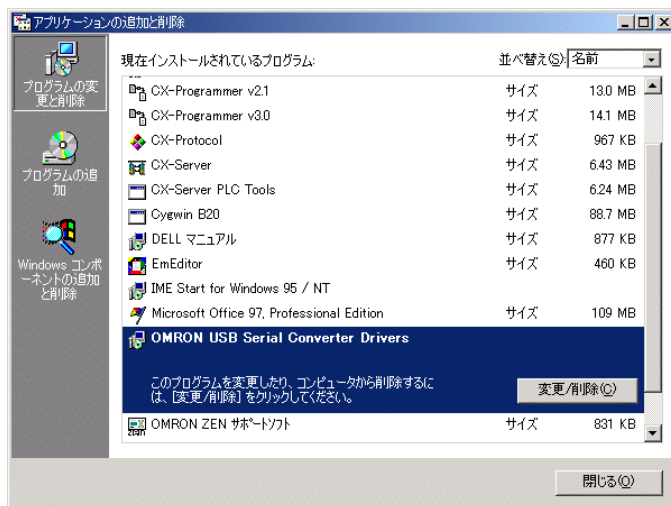 アプリケーションの追加と削除
プログラムの変
更と削除
プログラムの追
加
Windows コンポ
ーネントの追加
と削除
現在インストールされているプログラム:
並べ替え(S): 名前
CX-Programmer v2.1 サイズ 13.0 MB
CX-Programmer v3.0 サイズ 14.1 MB
CX-Protocol サイズ 967 KB
CX-Server サイズ 6.43 MB
CX-Server PLC Tools サイズ 6.24 MB
Cygwin B20 サイズ 88.7 MB
DELL マニュアル サイズ 877 KB
EmEditor サイズ 460 KB
IME Start for Windows 95 / NT
Microsoft Office 97, Professional Edition サイズ 109 MB
OMRON USB Serial Converter Drivers
このプログラムを変更したり、コンピュータから削除するに
は、[変更/削除] をクリックしてください。
変更/削除(C)
OMRON ZEN サポートソフト サイズ 831 KB
閉じる(O)